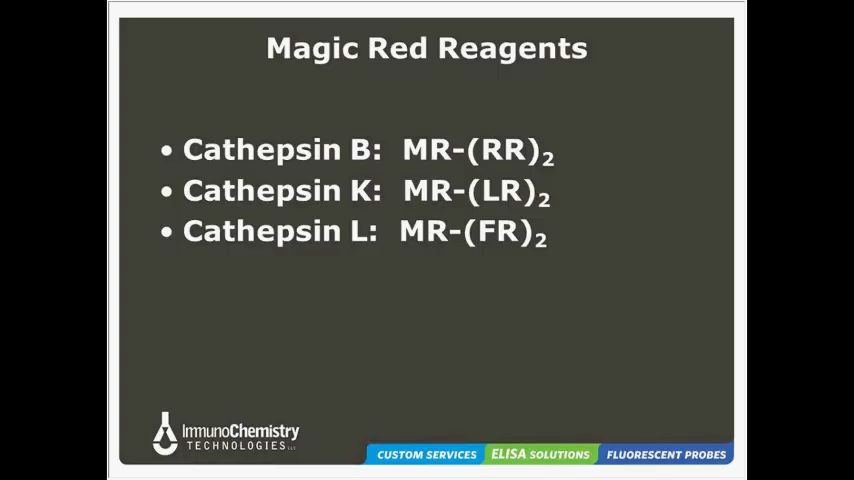 Magic Red Reagents
• Cathepsin B: MR-(RR)₂
• Cathepsin K: MR-(LR)₂
• Cathepsin L: MR-(FR)₂
ImmunoChemistry
TECHNOLOGIES LLC
CUSTOM SERVICES ELISA SOLUTIONS FLUORESCENT PROBES